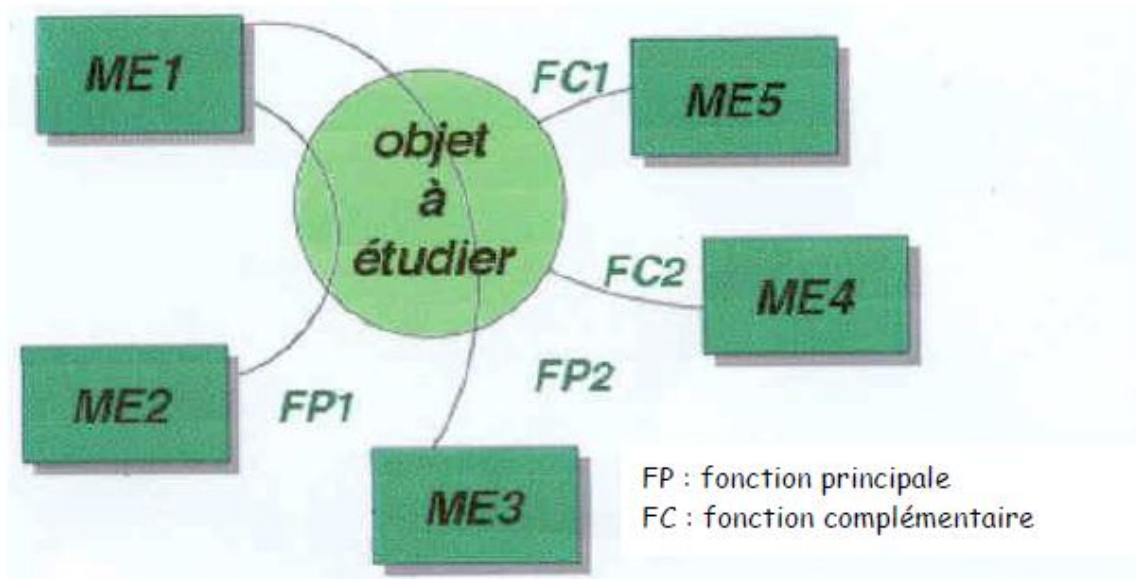 ME1
FC1
ME5
objet
à
étudier
FC2
ME4
ME2
FP1
FP2
ME3
FP : fonction principale
FC : fonction complémentaire